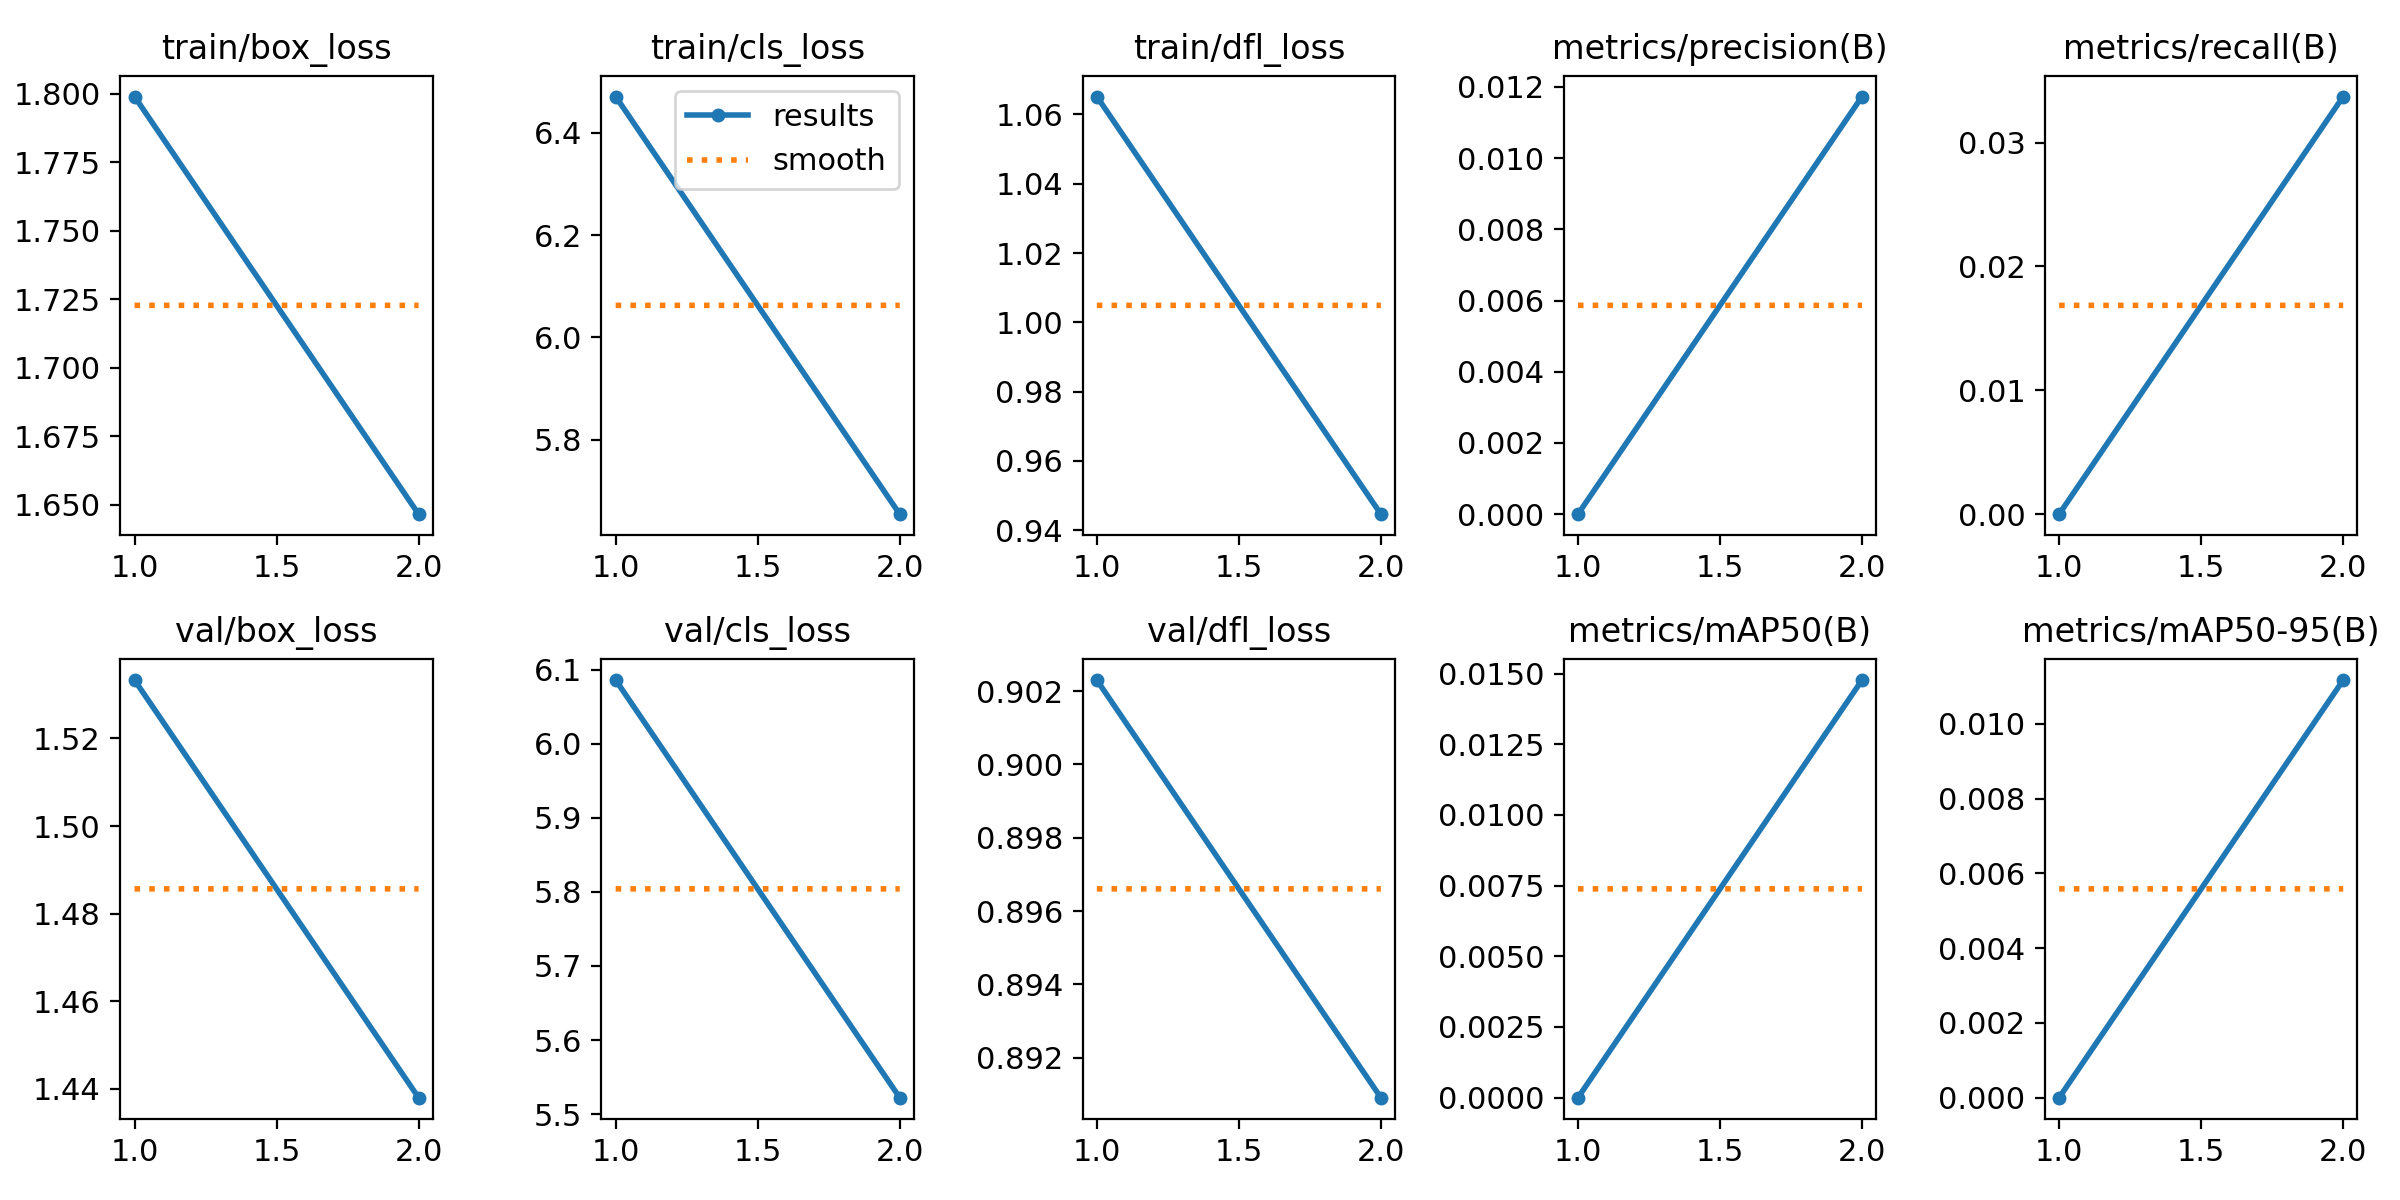 train/box_loss
1.800
1.775
1.750
1.725
1.700
1.675
1.650
1.0 1.5 2.0
train/cls_loss
results
smooth
6.4
6.2
6.0
5.8
1.0 1.5 2.0
train/dfl_loss
1.06
1.04
1.02
1.00
0.98
0.96
0.94
1.0 1.5 2.0
metrics/precision(B)
0.012
0.010
0.008
0.006
0.004
0.002
0.000
1.0 1.5 2.0
metrics/recall(B)
0.03
0.02
0.01
0.00
1.0 1.5 2.0
val/box_loss
1.52
1.50
1.48
1.46
1.44
1.0 1.5 2.0
val/cls_loss
6.1
6.0
5.9
5.8
5.7
5.6
5.5
1.0 1.5 2.0
val/dfl_loss
0.902
0.900
0.898
0.896
0.894
0.892
1.0 1.5 2.0
metrics/mAP50(B)
0.0150
0.0125
0.0100
0.0075
0.0050
0.0025
0.0000
1.0 1.5 2.0
metrics/mAP50-95(B)
0.010
0.008
0.006
0.004
0.002
0.000
1.0 1.5 2.0